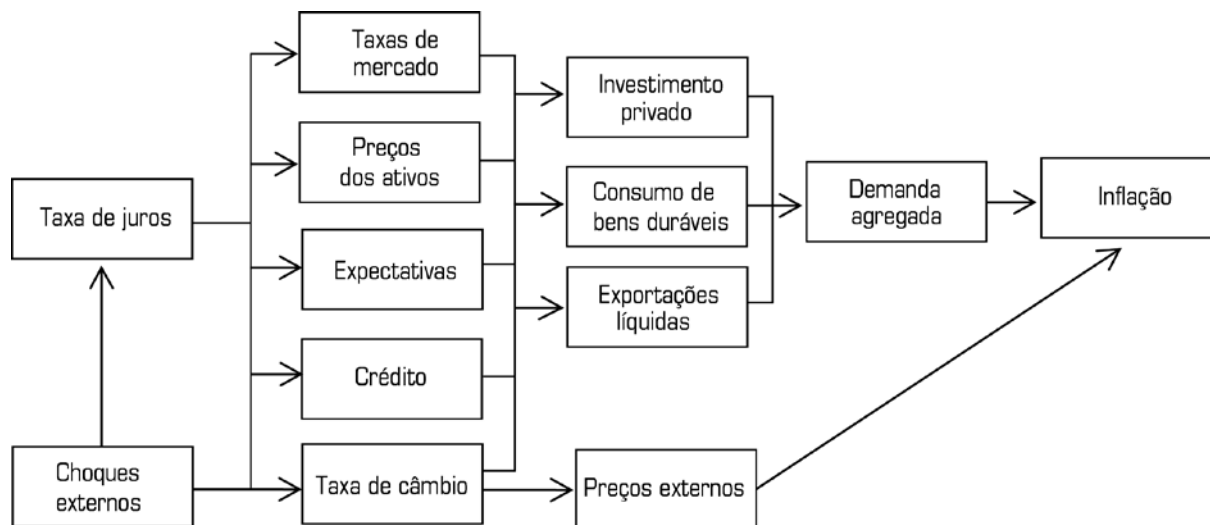 Taxas de
mercado
Investimento
privado
Preços
dos ativos
Consumo de
bens duráveis
Demanda
agregada
Inflação
Taxa de juros
Expectativas
Exportações
líquidas
Crédito
Choques
externos
Taxa de câmbio
Preços externos